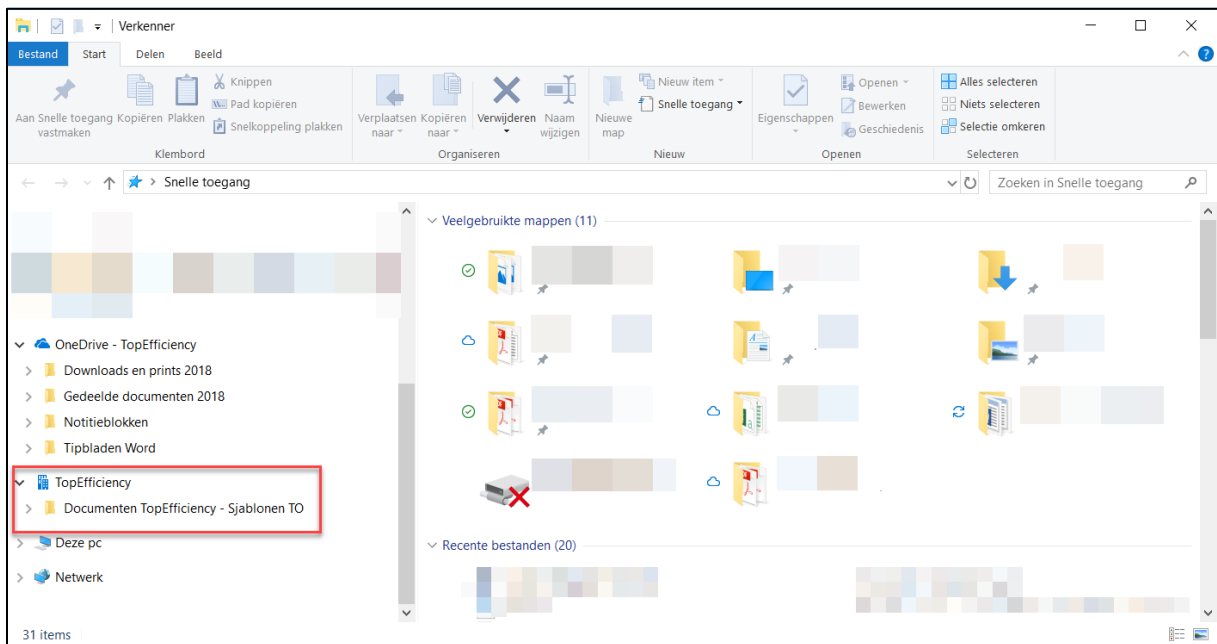 Verkenner
Bestand Start Delen Beeld
Aan Snelle toegang vastmaken
Kopiëren
Plakken
Knippen
Pad kopiëren
Snelkoppeling plakken
Klembord
Verplaatsen naar
Kopiëren naar
Verwijderen
Naam wijzigen
Organiseren
Nieuwe map
Nieuw item
Snelle toegang
Nieuw
Eigenschappen
Openen
Bewerken
Geschiedenis
Openen
Alles selecteren
Niets selecteren
Selectie omkeren
Selecteren
Snelle toegang
Zoeken in Snelle toegang
OneDrive - TopEfficiency
Downloads en prints 2018
Gedeelde documenten 2018
Notitieblokken
Tipbladen Word
TopEfficiency
Documenten TopEfficiency - Sjablonen TO
Deze pc
Netwerk
Veelgebruikte mappen (11)
Recente bestanden (20)
31 items